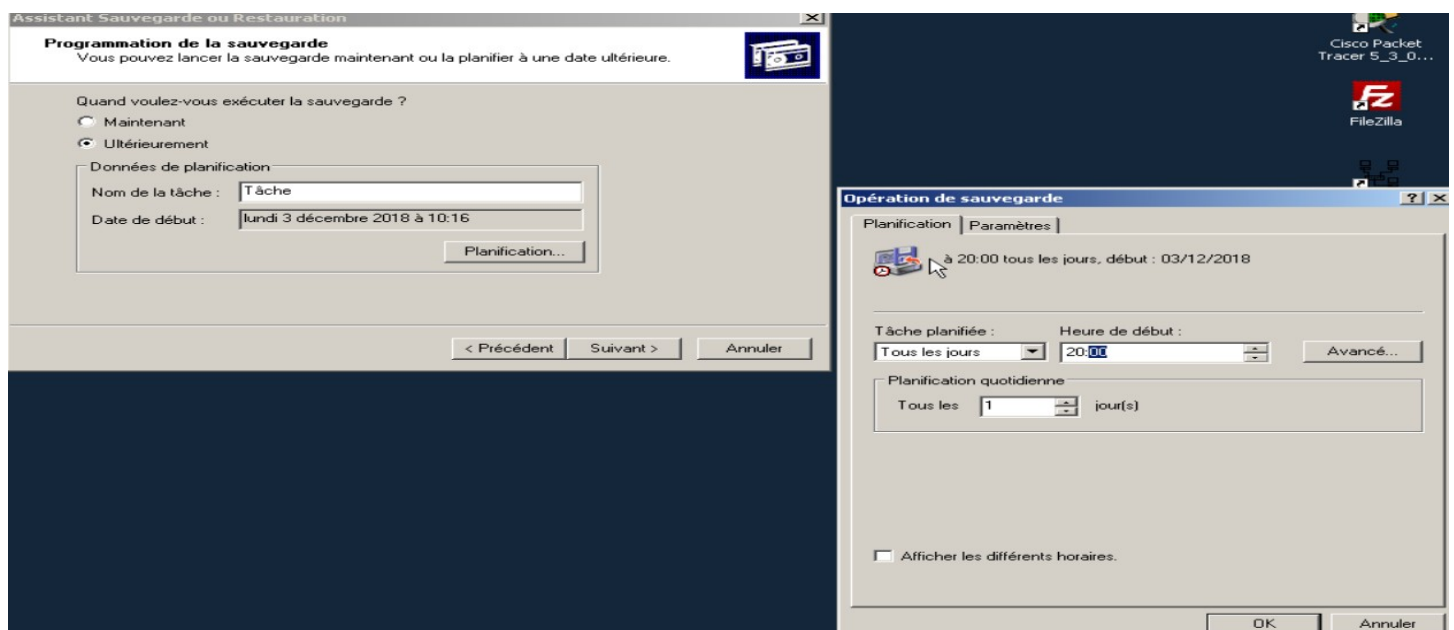 Assistant Sauvegarde ou Restauration
Programmation de la sauvegarde
Vous pouvez lancer la sauvegarde maintenant ou la planifier à une date ultérieure.
Quand voulez-vous exécuter la sauvegarde ?
Maintenant
Ultérieurement
Données de planification
Nom de la tâche : Tâche
Date de début : lundi 3 décembre 2018 à 10:16
Planification...
< Précédent Suivant > Annuler
Cisco Packet
Tracer 5_3_0...
FileZilla
Opération de sauvegarde
Planification Paramètres
à 20:00 tous les jours, début : 03/12/2018
Tâche planifiée : Heure de début :
Tous les jours 20:00 Avancé...
Planification quotidienne
Tous les 1 jour(s)
Afficher les différents horaires.
OK Annuler